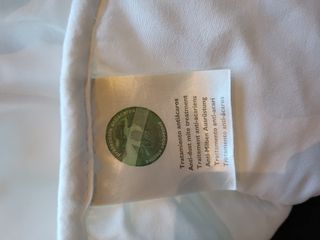 Tratamiento antiácaros
Anti-dust mite treatment
Traitement anti-acariens
Anti-Milben Ausrüstung
Trattamento anti-acari
Tratamento anti-ácaros